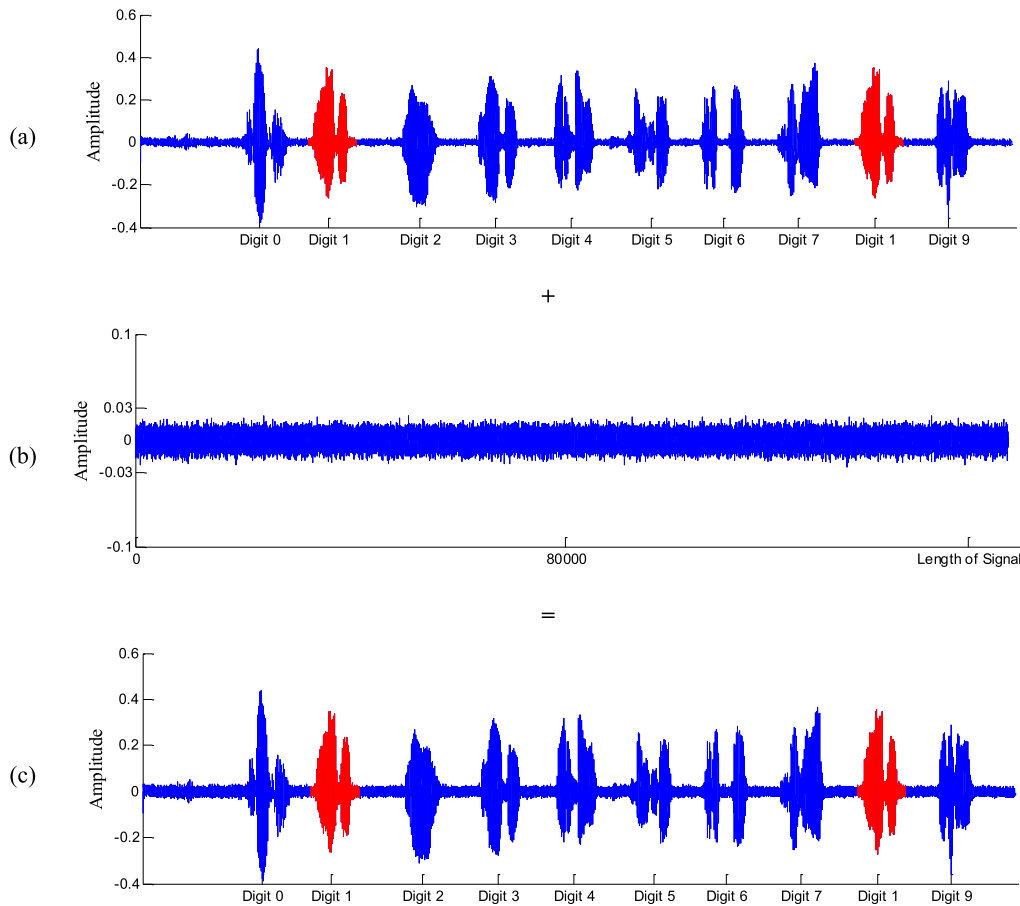 (a)
Amplitude
0.6
0.4
0.2
0
-0.2
-0.4
Digit 0 Digit 1 Digit 2 Digit 3 Digit 4 Digit 5 Digit 6 Digit 7 Digit 1 Digit 9
+
(b)
Amplitude
0.1
0.03
0
-0.03
-0.1
0 80000 Length of Signal
=
(c)
Amplitude
0.6
0.4
0.2
0
-0.2
-0.4
Digit 0 Digit 1 Digit 2 Digit 3 Digit 4 Digit 5 Digit 6 Digit 7 Digit 1 Digit 9